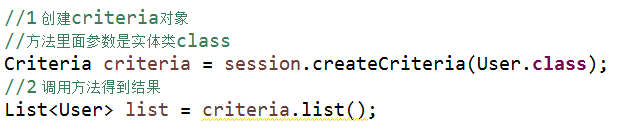 //1 创建criteria对象
//方法里面参数是实体类class
Criteria criteria = session.createCriteria(User.class);
//2 调用方法得到结果
List<User> list = criteria.list();